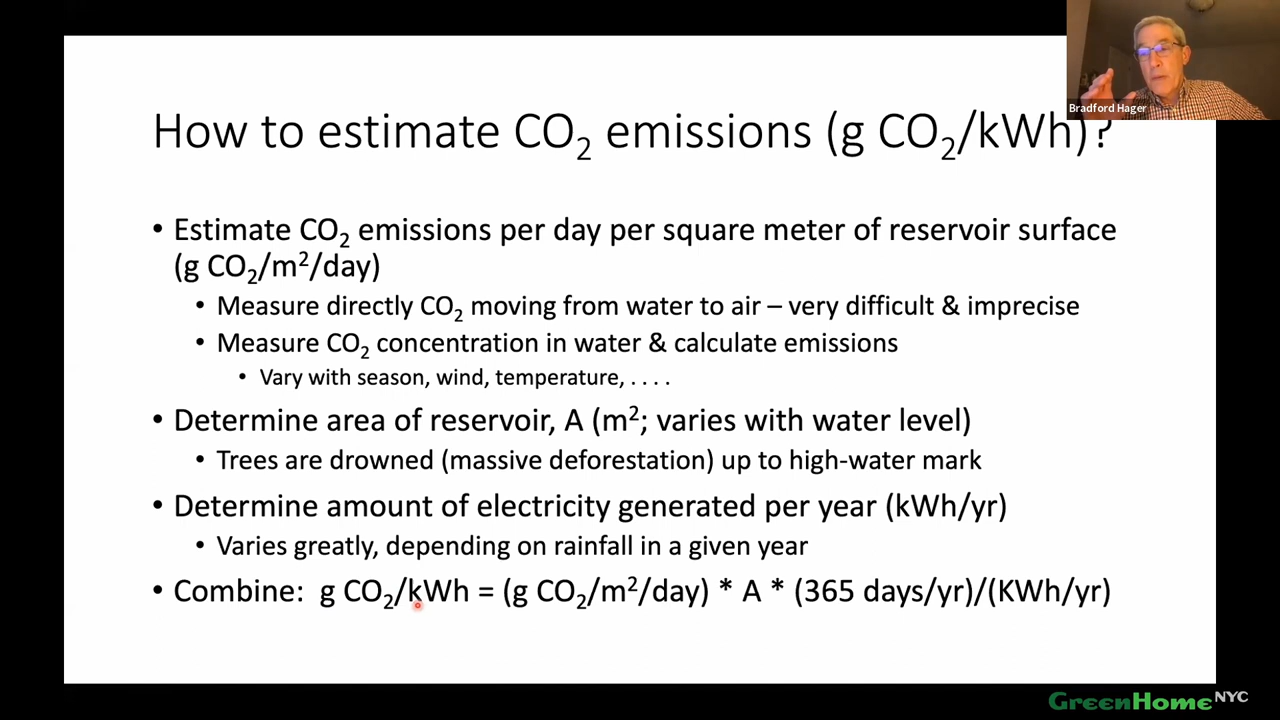 Bradford Hager
How to estimate CO₂ emissions (g CO₂/kWh)?
• Estimate CO₂ emissions per day per square meter of reservoir surface
(g CO₂/m²/day)
• Measure directly CO₂ moving from water to air – very difficult & imprecise
• Measure CO₂ concentration in water & calculate emissions
• Vary with season, wind, temperature, . . . .
• Determine area of reservoir, A (m²; varies with water level)
• Trees are drowned (massive deforestation) up to high-water mark
• Determine amount of electricity generated per year (kWh/yr)
• Varies greatly, depending on rainfall in a given year
• Combine: g CO₂/kWh = (g CO₂/m²/day) * A * (365 days/yr)/(KWh/yr)
GreenHomeNYC